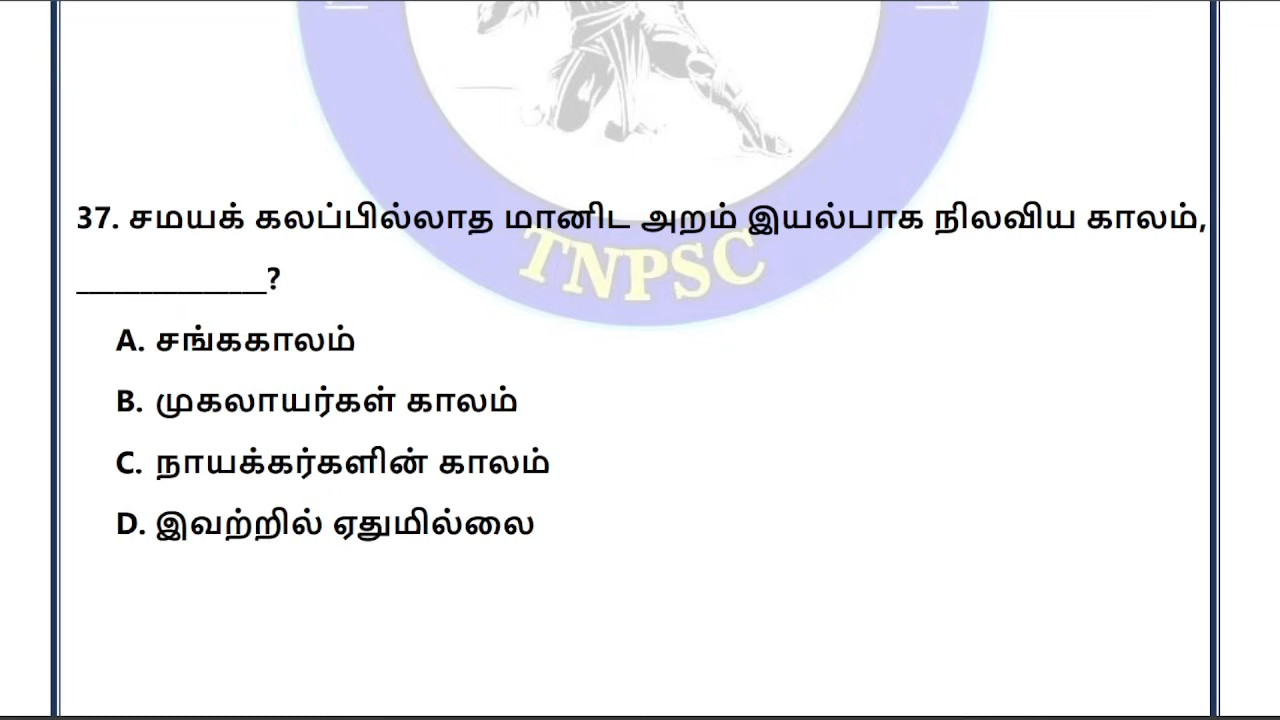 TNPSC
37. சமயக் கலப்பில்லாத மானிட அறம் இயல்பாக நிலவிய காலம்,
_______________?
A. சங்ககாலம்
B. முகலாயர்கள் காலம்
C. நாயக்கர்களின் காலம்
D. இவற்றில் ஏதுமில்லை